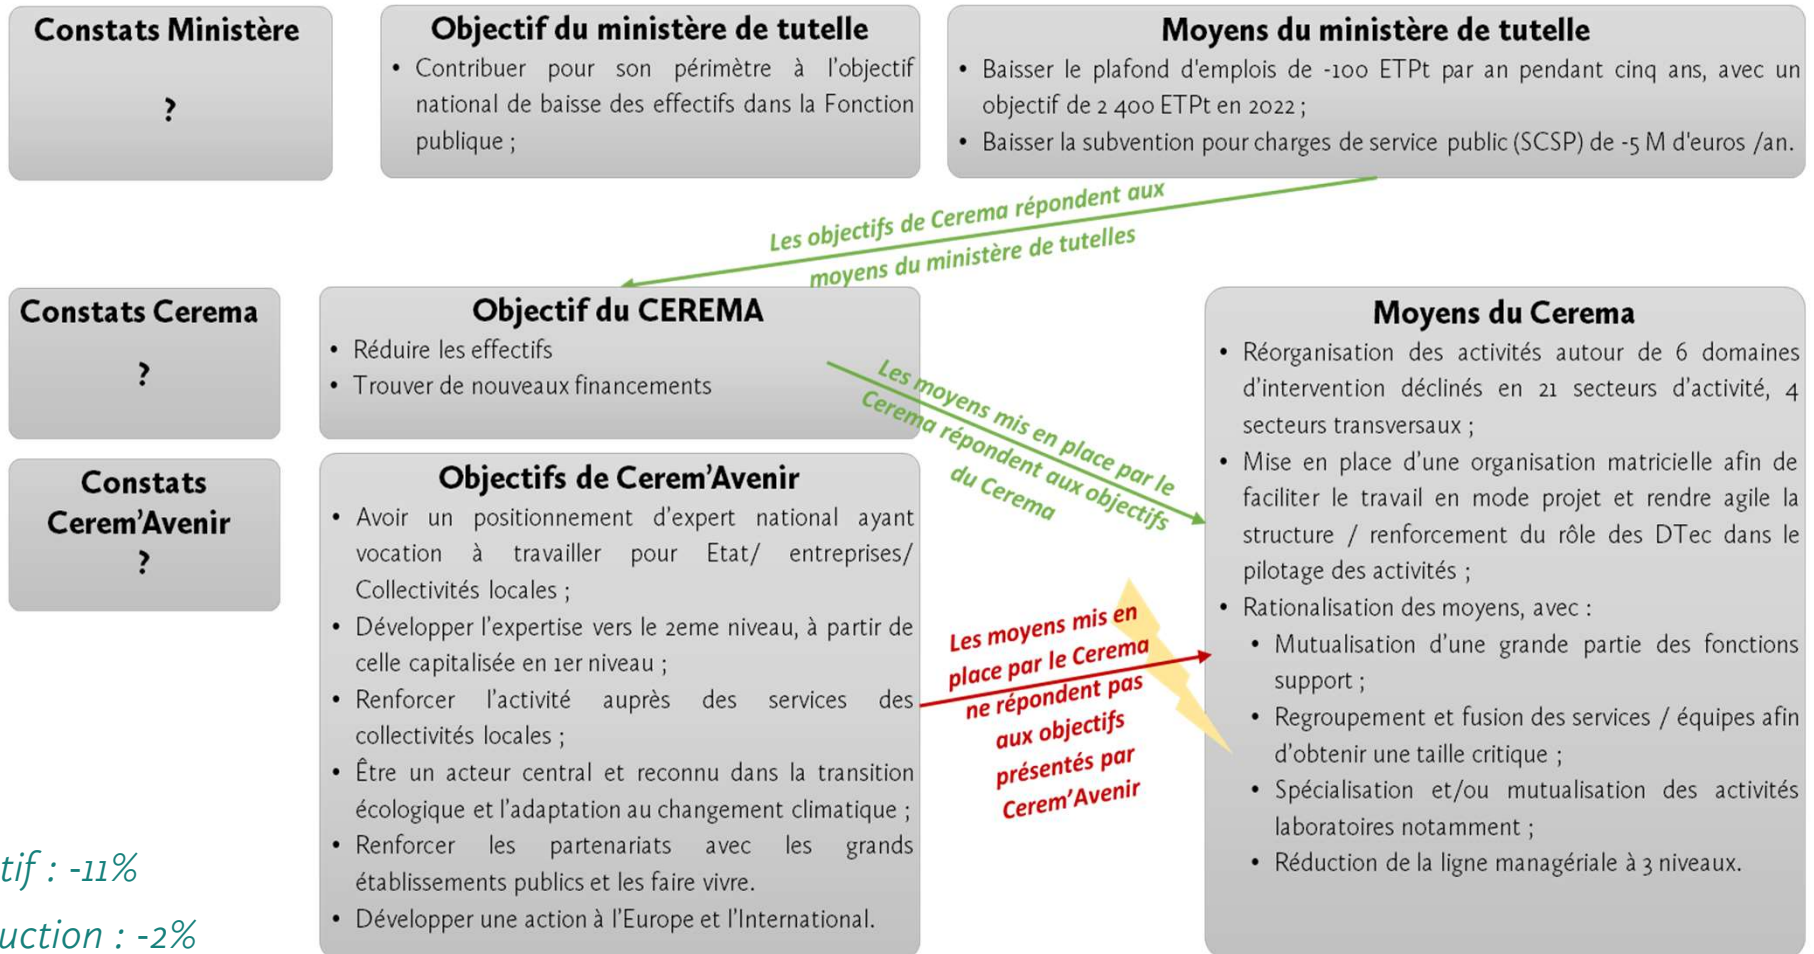 Constats Ministère
?
Objectif du ministère de tutelle
• Contribuer pour son périmètre à l'objectif
national de baisse des effectifs dans la Fonction
publique ;
Moyens du ministère de tutelle
• Baisser le plafond d'emplois de -100 ETPt par an pendant cinq ans, avec un
objectif de 2 400 ETPt en 2022 ;
• Baisser la subvention pour charges de service public (SCSP) de -5 M d'euros /an.
Les objectifs de Cerema répondent aux
moyens du ministère de tutelles
Constats Cerema
?
Objectif du CEREMA
• Réduire les effectifs
• Trouver de nouveaux financements
Les moyens mis en place par le
Cerema répondent aux objectifs
du Cerema
Constats
Cerem'Avenir
?
Objectifs de Cerem'Avenir
• Avoir un positionnement d'expert national ayant
vocation à travailler pour Etat/ entreprises/
Collectivités locales ;
• Développer l'expertise vers le 2eme niveau, à partir de
celle capitalisée en 1er niveau ;
• Renforcer l'activité auprès des services des
collectivités locales ;
• Être un acteur central et reconnu dans la transition
écologique et l'adaptation au changement climatique ;
• Renforcer les partenariats avec les grands
établissements publics et les faire vivre.
• Développer une action à l'Europe et l'International.
Les moyens mis en
place par le Cerema
ne répondent pas
aux objectifs
présentés par
Cerem'Avenir
Moyens du Cerema
• Réorganisation des activités autour de 6 domaines
d'intervention déclinés en 21 secteurs d'activité, 4
secteurs transversaux ;
• Mise en place d'une organisation matricielle afin de
faciliter le travail en mode projet et rendre agile la
structure / renforcement du rôle des DTec dans le
pilotage des activités ;
• Rationalisation des moyens, avec :
• Mutualisation d'une grande partie des fonctions
support ;
• Regroupement et fusion des services / équipes afin
d'obtenir une taille critique ;
• Spécialisation et/ou mutualisation des activités
laboratoires notamment ;
• Réduction de la ligne managériale à 3 niveaux.
tif : -11%
uction : -2%